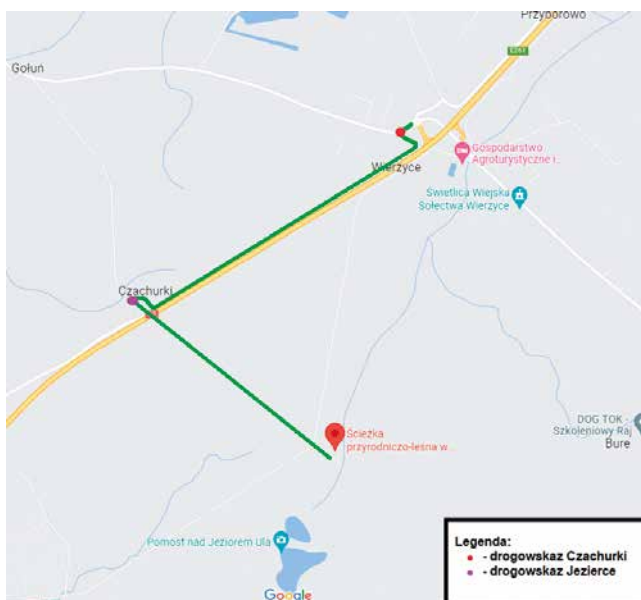 Przyborowo
Gołuń
E261
Wierzyce
Gospodarstwo
Agroturystyczne i..
Świetlica Wiejska
Sołectwa Wierzyce
Czachurki
Ścieżka
przyrodniczo-leśna w...
DOG TOK -
Szkoleniowy Raj
Bure
Pomost nad Jeziorem Ula
Google
Legenda:
- drogowskaz Czachurki
- drogowskaz Jezierce